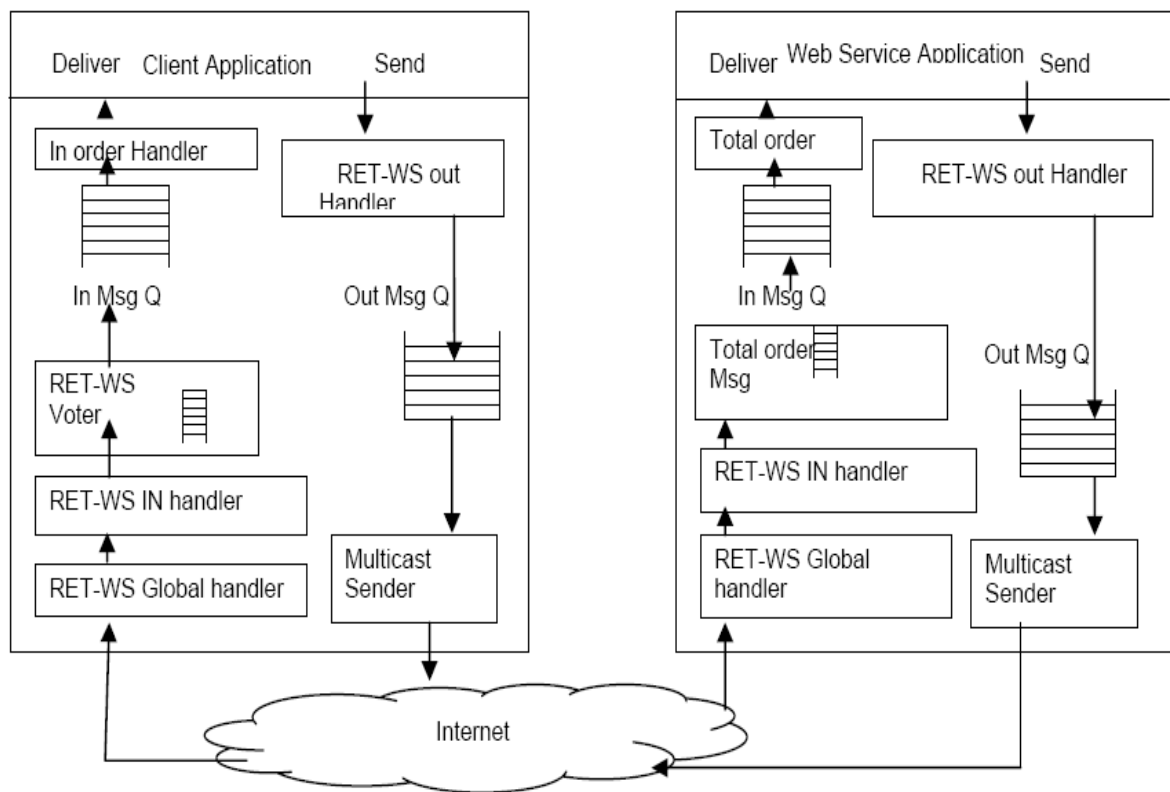 Deliver Client Application Send
In order Handler
RET-WS out
Handler
In Msg Q
Out Msg Q
RET-WS
Voter
RET-WS IN handler
RET-WS Global handler
Multicast
Sender
Deliver Web Service Application Send
Total order
RET-WS out Handler
In Msg Q
Total order
Msg
Out Msg Q
RET-WS IN handler
RET-WS Global
handler
Multicast
Sender
Internet